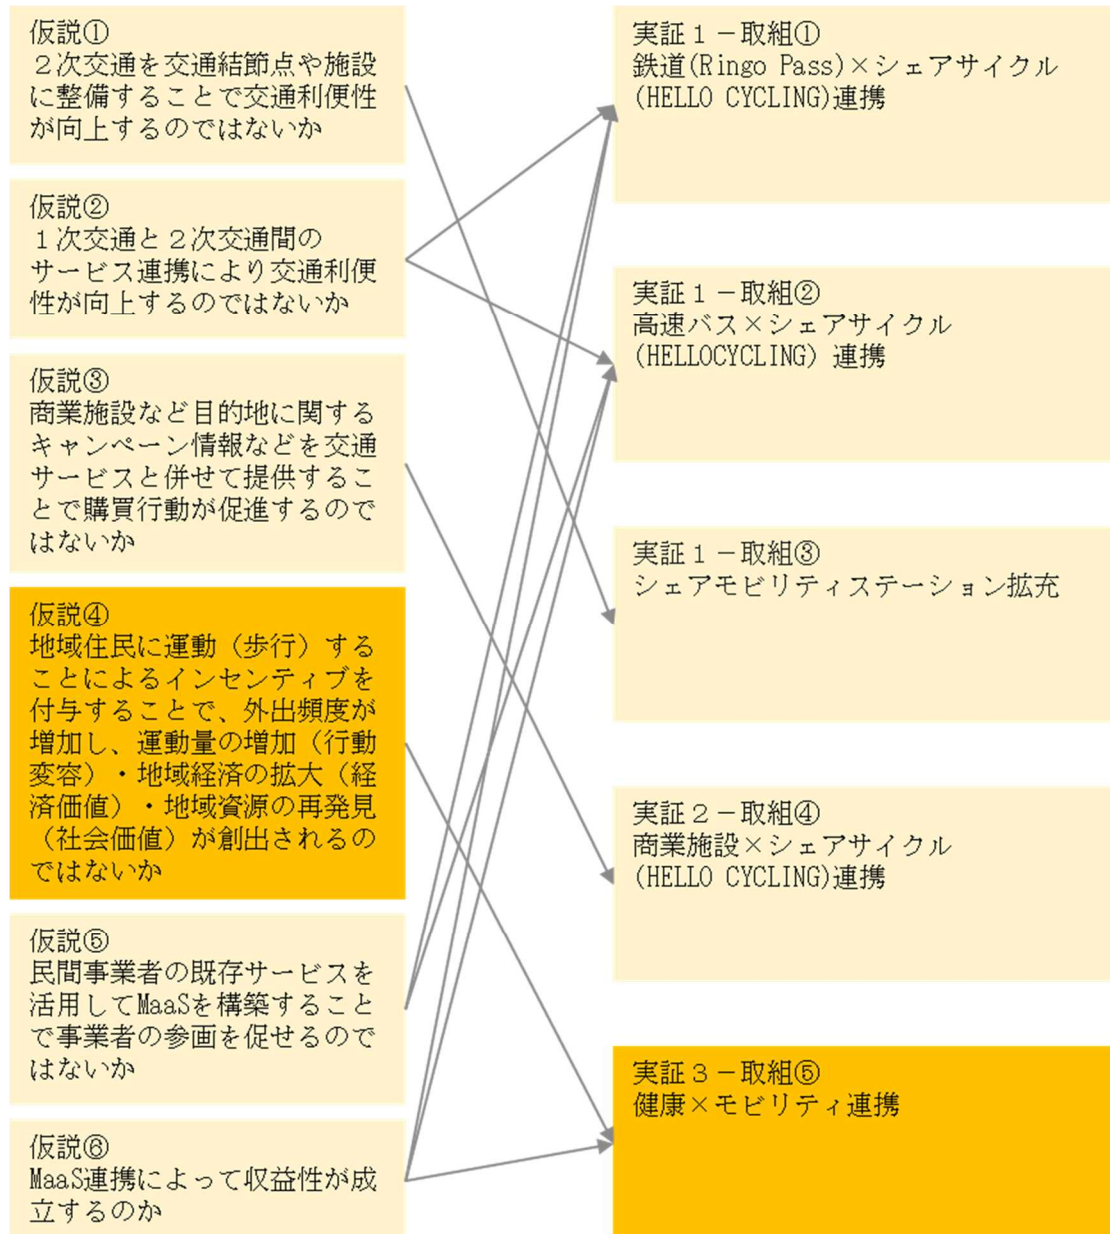 仮説①
２次交通を交通結節点や施設
に整備することで交通利便性
が向上するのではないか
仮説②
１次交通と２次交通間の
サービス連携により交通利便
性が向上するのではないか
仮説③
商業施設など目的地に関する
キャンペーン情報などを交通
サービスと併せて提供するこ
とで購買行動が促進するので
はないか
仮説④
地域住民に運動（歩行）する
ことによるインセンティブを
付与することで、外出頻度が
増加し、運動量の増加（行動
変容）・地域経済の拡大（経
済価値）・地域資源の再発見
（社会価値）が創出されるの
ではないか
仮説⑤
民間事業者の既存サービスを
活用してMaaSを構築すること
で事業者の参画を促せるので
はないか
仮説⑥
MaaS連携によって収益性が成
立するのか
実証１－取組①
鉄道(Ringo Pass)×シェアサイクル
(HELLO CYCLING)連携
実証１－取組②
高速バス×シェアサイクル
(HELLOCYCLING) 連携
実証１－取組③
シェアモビリティステーション拡充
実証２－取組④
商業施設×シェアサイクル
(HELLO CYCLING)連携
実証３－取組⑤
健康×モビリティ連携